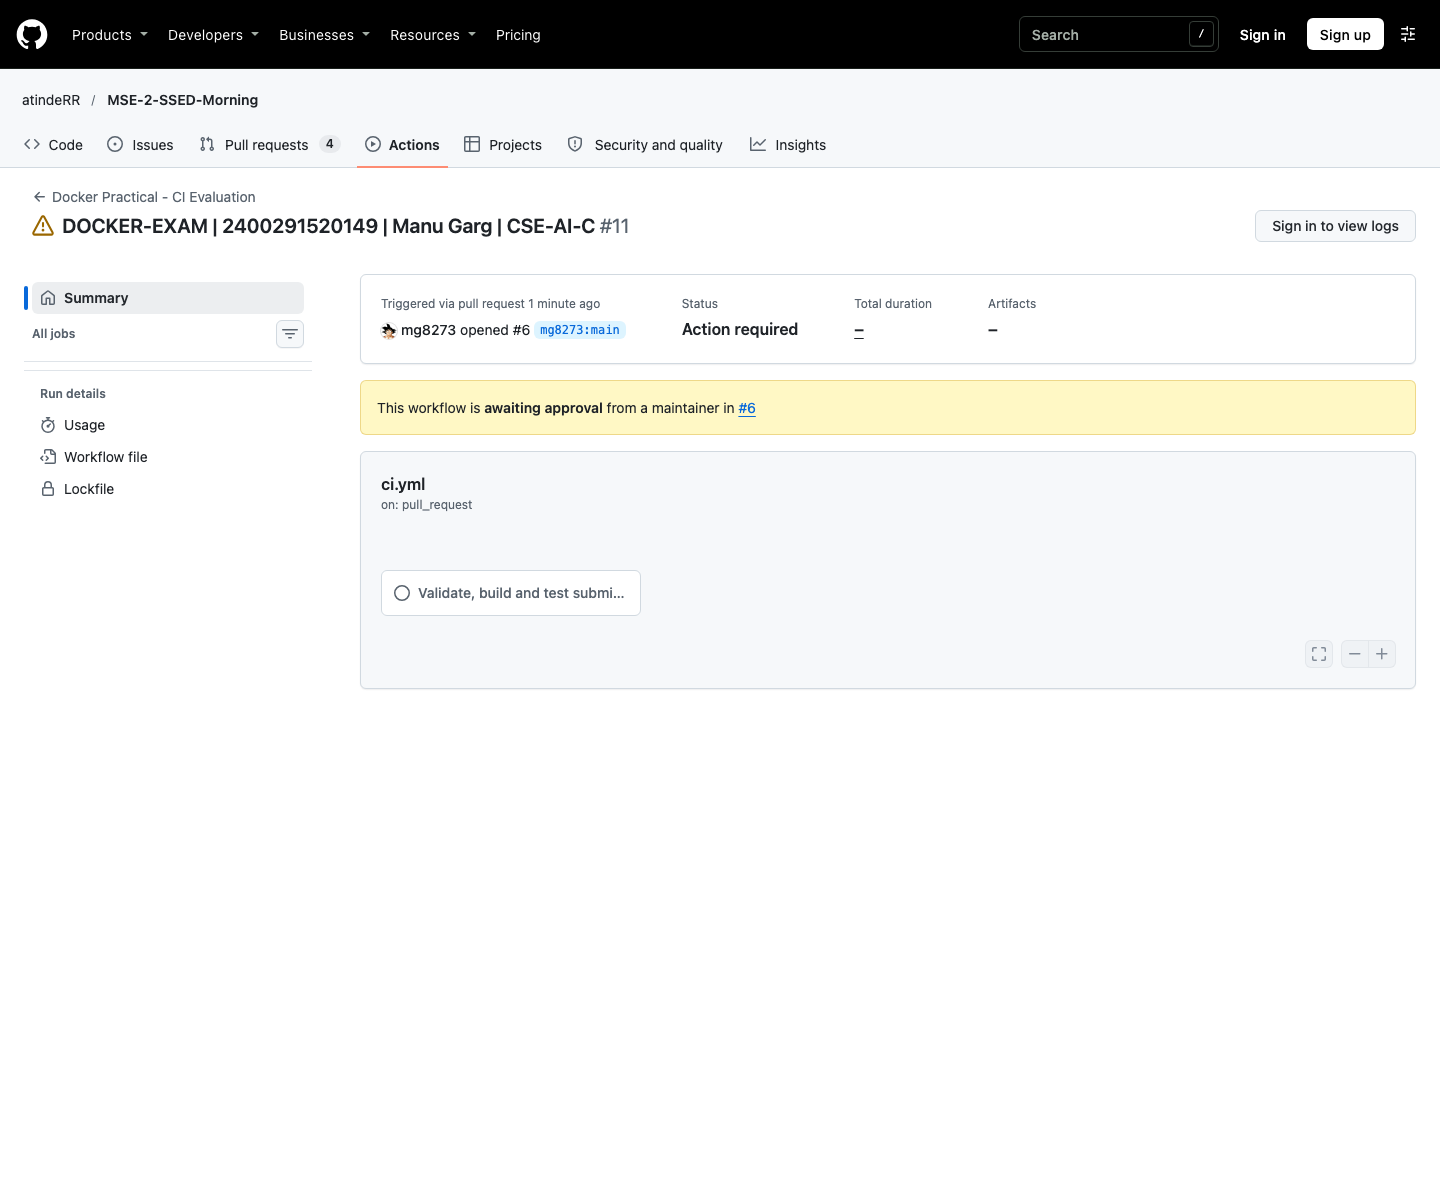 Products Developers Businesses Resources Pricing Search / Sign in Sign up
atindeRR / MSE-2-SSED-Morning
Code Issues Pull requests 4 Actions Projects Security and quality Insights
Docker Practical - CI Evaluation
DOCKER-EXAM | 2400291520149 | Manu Garg | CSE-AI-C #11
Sign in to view logs
Summary
All jobs
Run details
Usage
Workflow file
Lockfile
Triggered via pull request 1 minute ago
mg8273 opened #6 mg8273:main
Status
Action required
Total duration
–
Artifacts
–
This workflow is awaiting approval from a maintainer in #6
ci.yml
on: pull_request
Validate, build and test submi...